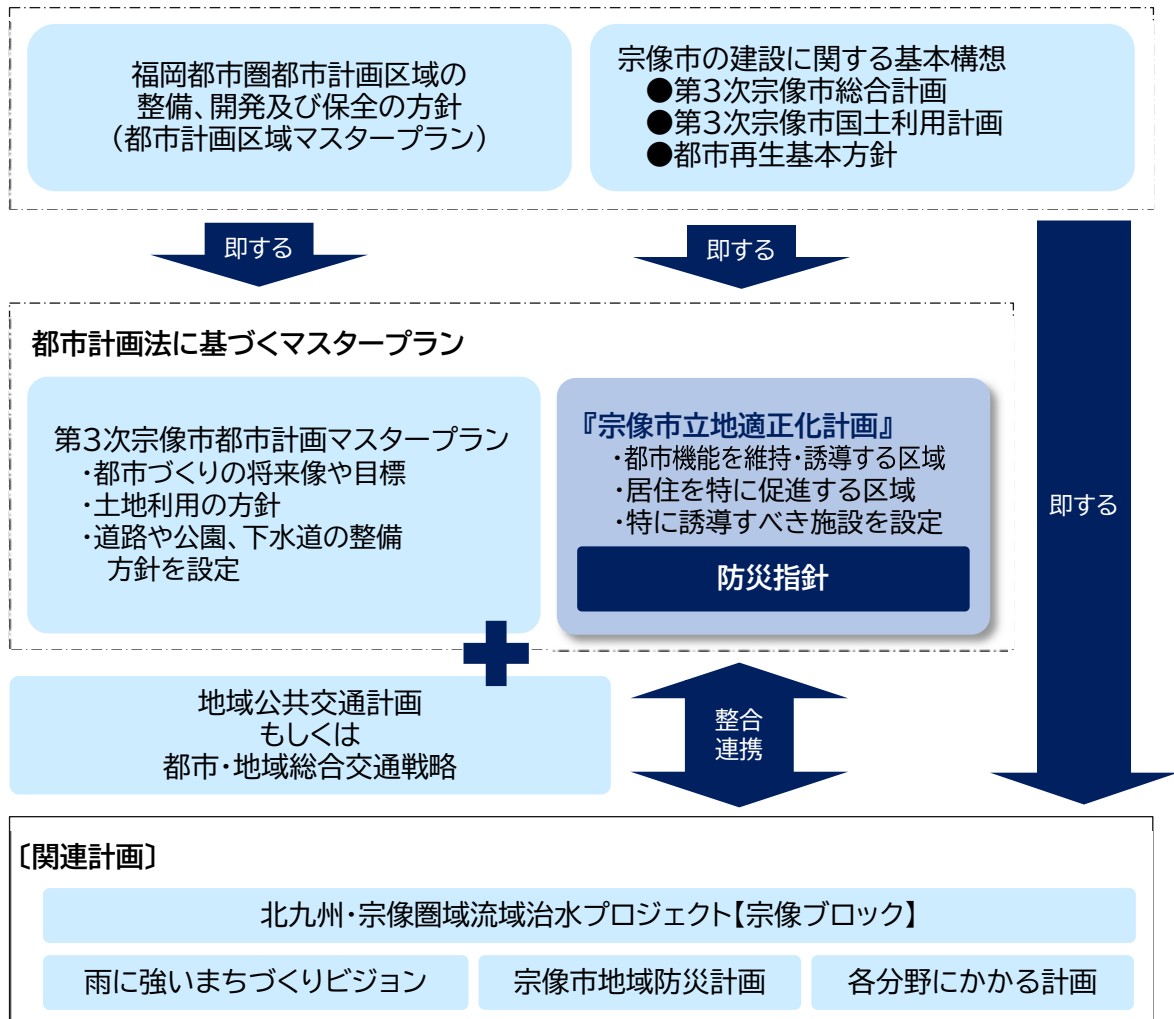 福岡都市圏都市計画区域の
整備、開発及び保全の方針
（都市計画区域マスタープラン）
宗像市の建設に関する基本構想
●第3次宗像市総合計画
●第3次宗像市国土利用計画
●都市再生基本方針
即する
即する
即する
都市計画法に基づくマスタープラン
第3次宗像市都市計画マスタープラン
・都市づくりの将来像や目標
・土地利用の方針
・道路や公園、下水道の整備
方針を設定
『宗像市立地適正化計画』
・都市機能を維持・誘導する区域
・居住を特に促進する区域
・特に誘導すべき施設を設定
防災指針
地域公共交通計画
もしくは
都市・地域総合交通戦略
整合
連携
〔関連計画〕
北九州・宗像圏域流域治水プロジェクト【宗像ブロック】
雨に強いまちづくりビジョン
宗像市地域防災計画
各分野にかかる計画